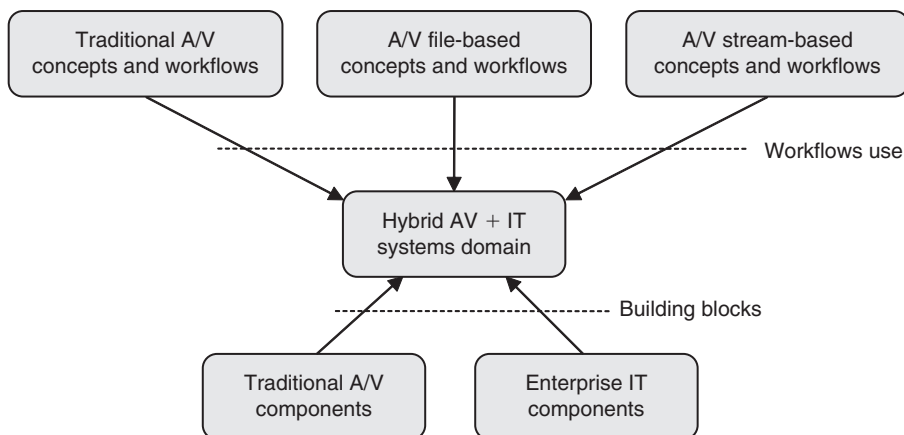 Traditional A/V
concepts and workflows
A/V file-based
concepts and workflows
A/V stream-based
concepts and workflows
Workflows use
Hybrid AV + IT
systems domain
Building blocks
Traditional A/V
components
Enterprise IT
components